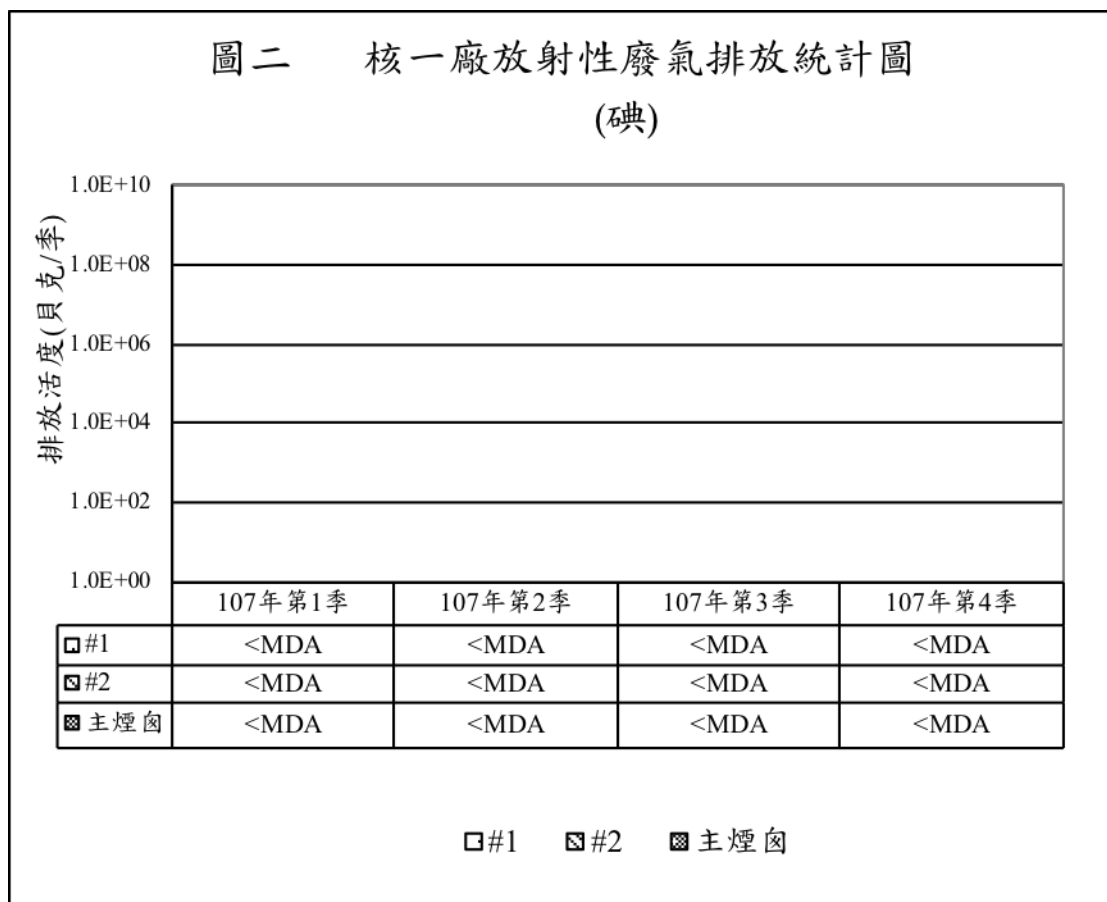 圖二 核一廠放射性廢氣排放統計圖
(碘)
排放活度(貝克/季)
1.0E+10
1.0E+08
1.0E+06
1.0E+04
1.0E+02
1.0E+00
107年第1季 107年第2季 107年第3季 107年第4季
#1 <MDA <MDA <MDA <MDA
#2 <MDA <MDA <MDA <MDA
主煙囪 <MDA <MDA <MDA <MDA
#1 #2 主煙囪